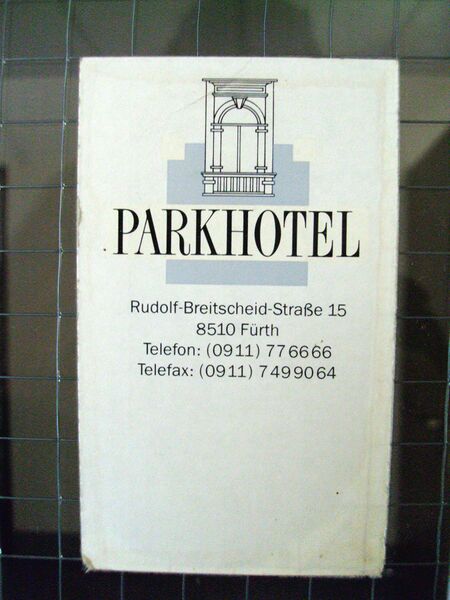 PARKHOTEL
Rudolf-Breitscheid-Straße 15
8510 Fürth
Telefon: (0911) 776666
Telefax: (0911) 7499064